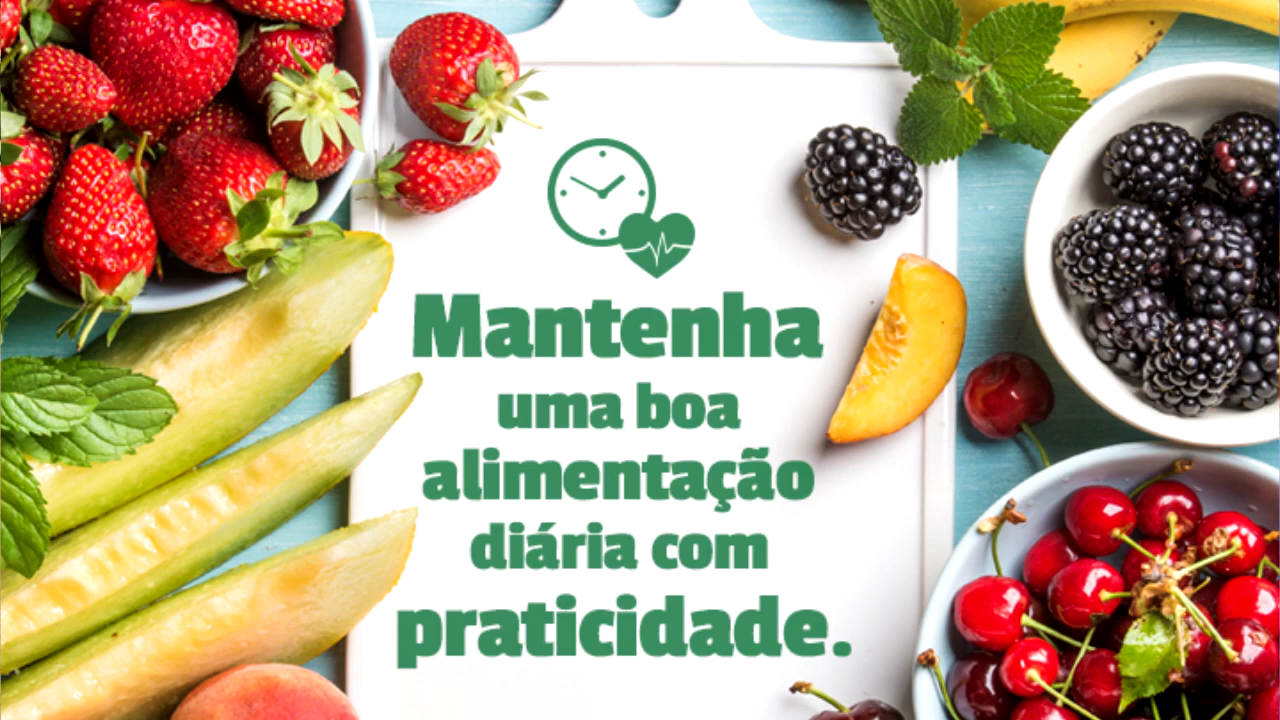 Mantenha
uma boa
alimentação
diária com
praticidade.